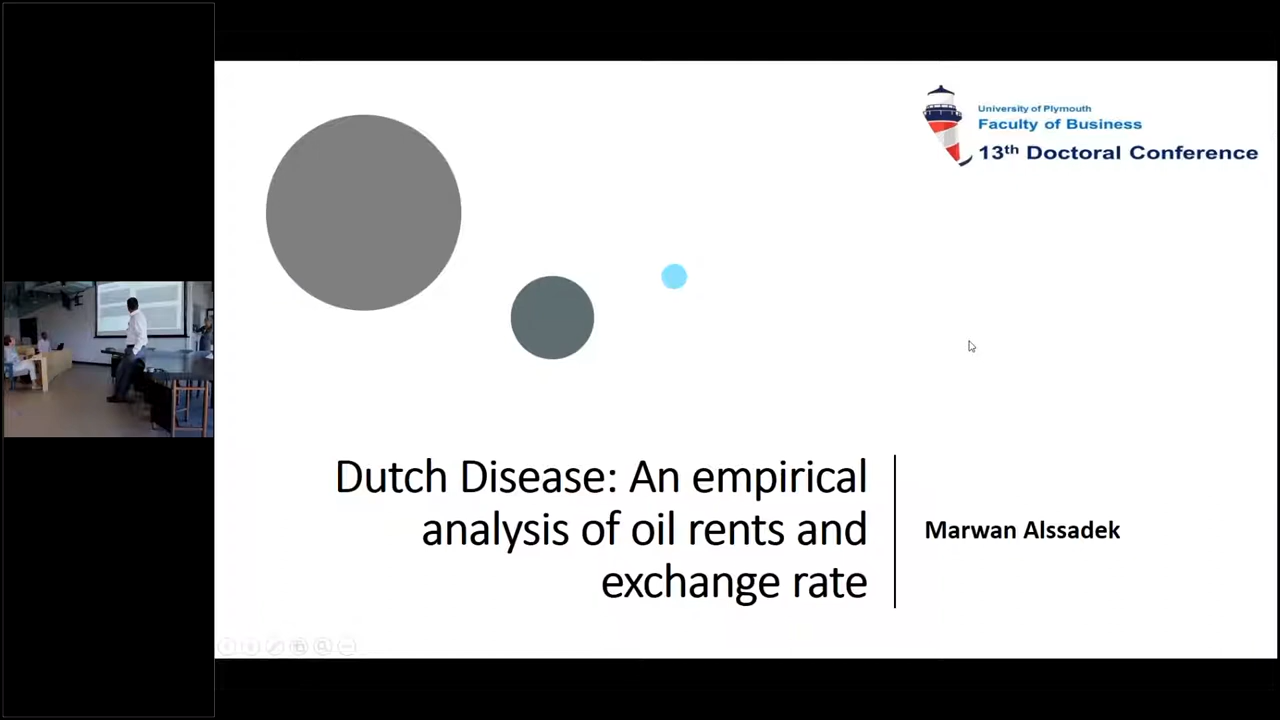 University of Plymouth
Faculty of Business
13th Doctoral Conference
Dutch Disease: An empirical
analysis of oil rents and
exchange rate
Marwan Alssadek